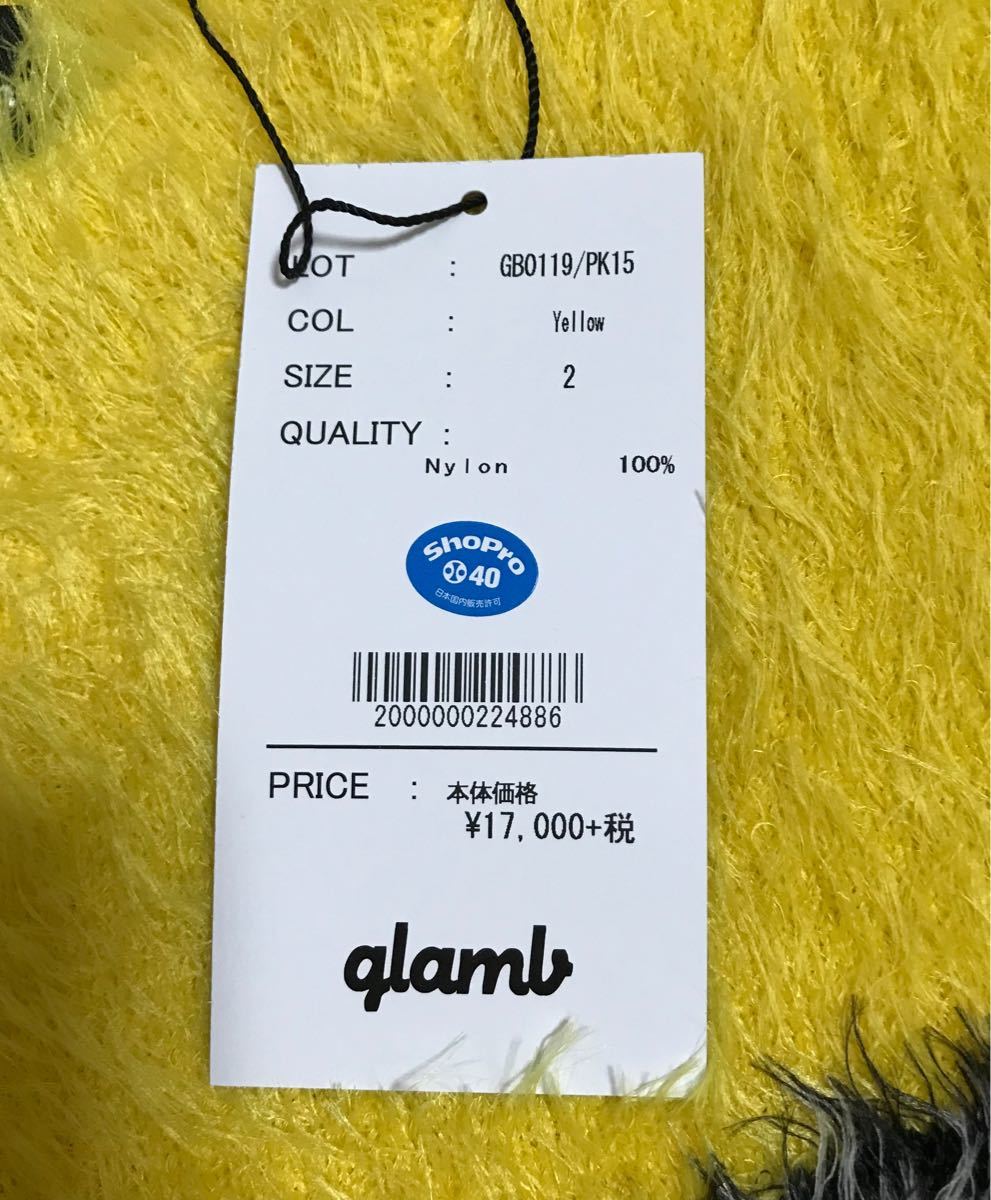 LOT : GB0119/PK15
COL : Yellow
SIZE : 2
QUALITY :
Nylon 100%
ShoPro
40
日本国内販売許可
2000000224886
PRICE : 本体価格
¥17,000+税
glamb